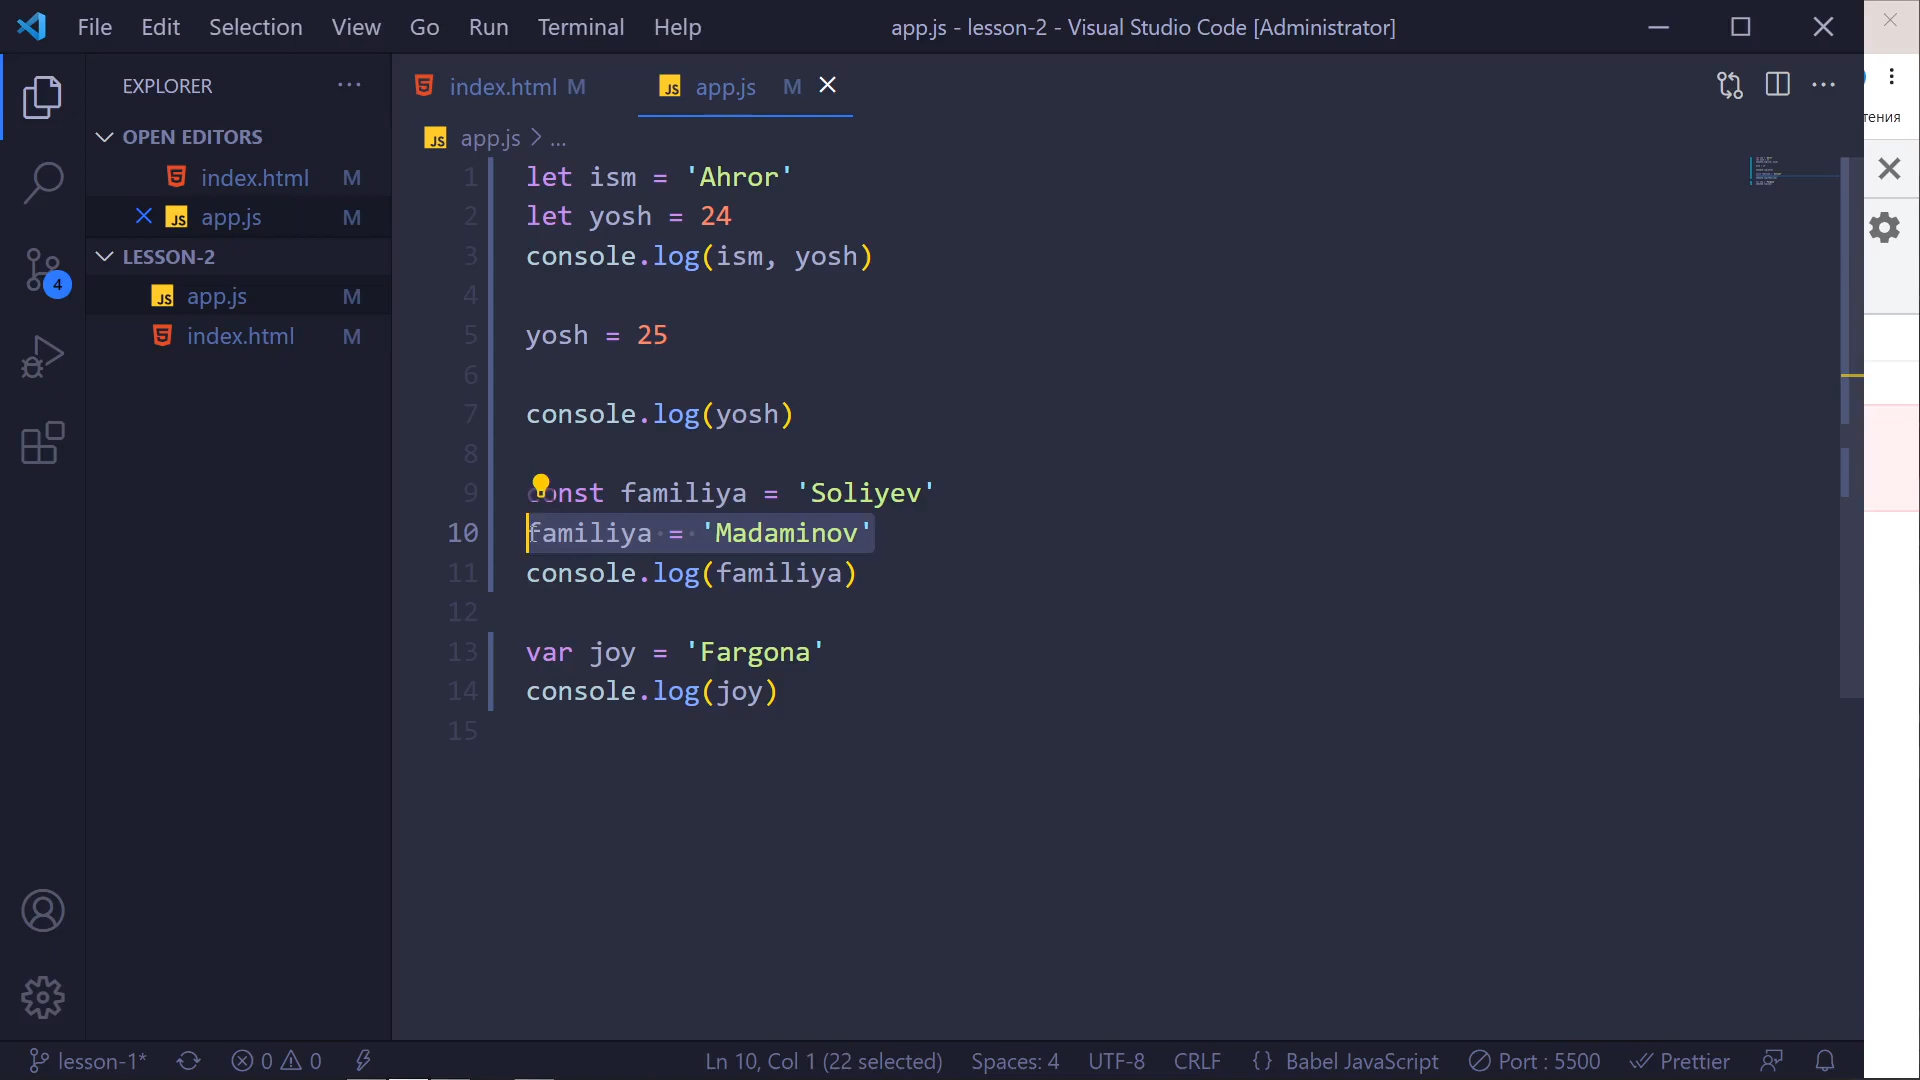 File Edit Selection View Go Run Terminal Help
app.js - lesson-2 - Visual Studio Code [Administrator]
EXPLORER
OPEN EDITORS
index.html M
app.js M
LESSON-2
app.js M
index.html M
4
index.html M
app.js M
app.js > ...
1 let ism = 'Ahror'
2 let yosh = 24
3 console.log(ism, yosh)
4
5 yosh = 25
6
7 console.log(yosh)
8
9 const familiya = 'Soliyev'
10 familiya = 'Madaminov'
11 console.log(familiya)
12
13 var joy = 'Fargona'
14 console.log(joy)
15
тения
lesson-1* 0 0 Ln 10, Col 1 (22 selected) Spaces: 4 UTF-8 CRLF {} Babel JavaScript Port : 5500 Prettier